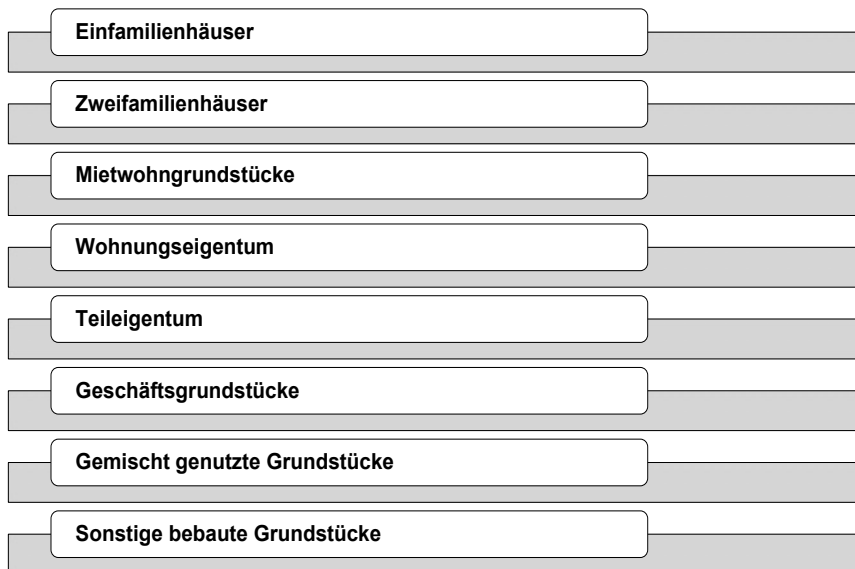 Einfamilienhäuser
Zweifamilienhäuser
Mietwohngrundstücke
Wohnungseigentum
Teileigentum
Geschäftsgrundstücke
Gemischt genutzte Grundstücke
Sonstige bebaute Grundstücke